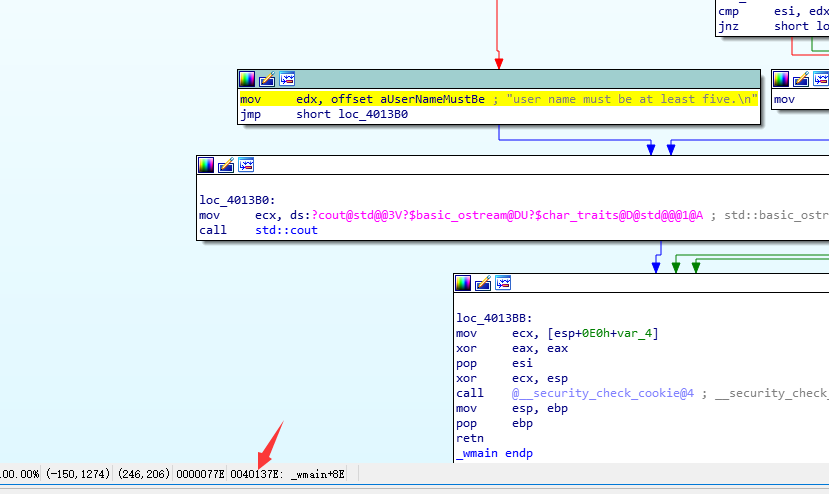 cmp esi, edx
jnz short lo
mov edx, offset aUserNameMustBe ; "user name must be at least five.\n"
jmp short loc_4013B0
mov
loc_4013B0:
mov ecx, ds:?cout@std@@3V?$basic_ostream@DU?$char_traits@D@std@@@1@A ; std::basic_ostr
call std::cout
loc_4013BB:
mov ecx, [esp+0E0h+var_4]
xor eax, eax
pop esi
xor ecx, esp
call @__security_check_cookie@4 ; __security_check_
mov esp, ebp
pop ebp
retn
_wmain endp
100.00% (-150,1274) (246,206) 0000077E 0040137E: _wmain+8E